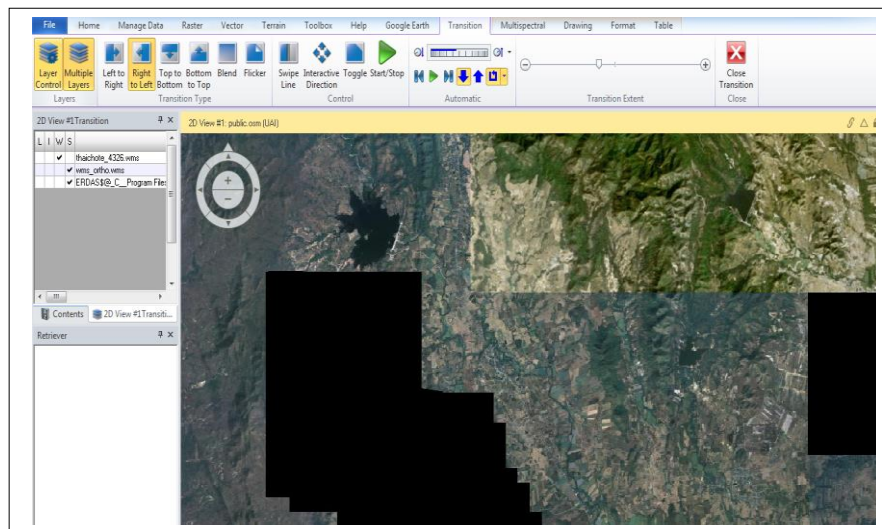 File Home Manage Data Raster Vector Terrain Toolbox Help Google Earth Transition Multispectral Drawing Format Table
Layer Control
Multiple Layers
Left to Right
Right to Left
Top to Bottom
Bottom to Top
Blend
Flicker
Swipe Line
Interactive Direction
Toggle
Start/Stop
Close Transition
Layers Transition Type Control Automatic Transition Extent Close
2D View #1Transition
2D View #1: public.osm (UAI)
L I W S
thaichote_4326.wms
wms_ortho.wms
ERDAS$@_C__Program Files
Contents 2D View #1Transiti...
Retriever